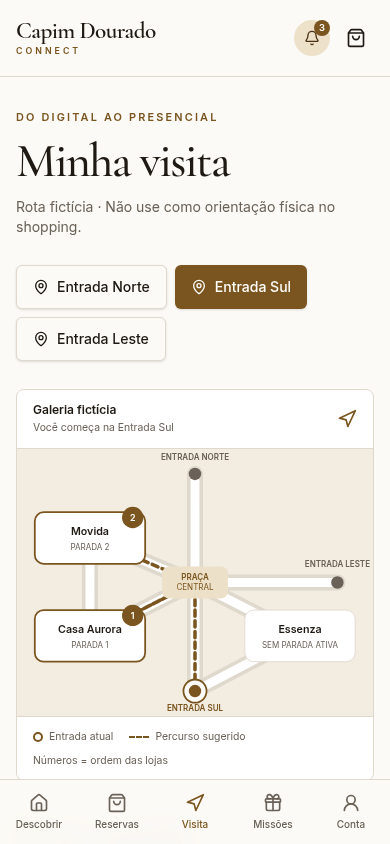 Capim Dourado
CONNECT
3
DO DIGITAL AO PRESENCIAL
Minha visita
Rota fictícia · Não use como orientação física no
shopping.
Entrada Norte
Entrada Sul
Entrada Leste
Galeria fictícia
Você começa na Entrada Sul
ENTRADA NORTE
2
Movida
PARADA 2
ENTRADA LESTE
PRAÇA
CENTRAL
1
Casa Aurora
PARADA 1
Essenza
SEM PARADA ATIVA
ENTRADA SUL
Entrada atual
Percurso sugerido
Números = ordem das lojas
Descobrir
Reservas
Visita
Missões
Conta